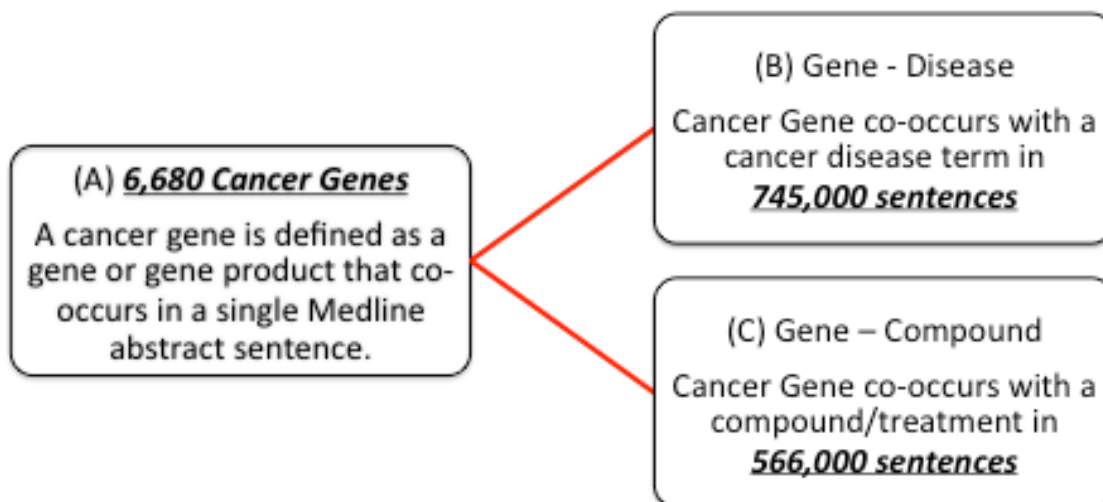 (A) 6,680 Cancer Genes
A cancer gene is defined as a
gene or gene product that co-
occurs in a single Medline
abstract sentence.
(B) Gene - Disease
Cancer Gene co-occurs with a
cancer disease term in
745,000 sentences
(C) Gene – Compound
Cancer Gene co-occurs with a
compound/treatment in
566,000 sentences